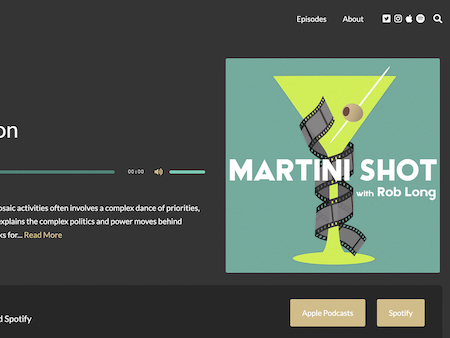 Episodes About
on
MARTINI SHOT
with Rob Long
00:00
osaic activities often involves a complex dance of priorities,
explains the complex politics and power moves behind
ks for... Read More
Apple Podcasts Spotify
d Spotify